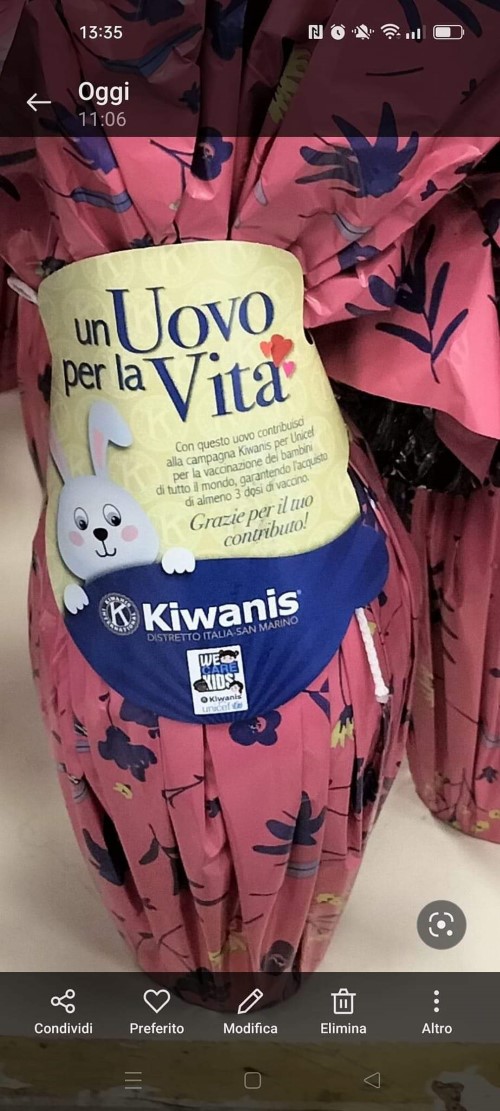 13:35
Oggi
11:06
un Uovo
per la Vita
Con questo uovo contribuisci
alla campagna Kiwanis per Unicef
per la vaccinazione dei bambini
di tutto il mondo, garantendo l'acquisto
di almeno 3 dosi di vaccino.
Grazie per il tuo
contributo!
K
Kiwanis
DISTRETTO ITALIA-SAN MARINO
WE
CARE
KIDS
Kiwanis
unicef
Condividi
Preferito
Modifica
Elimina
Altro